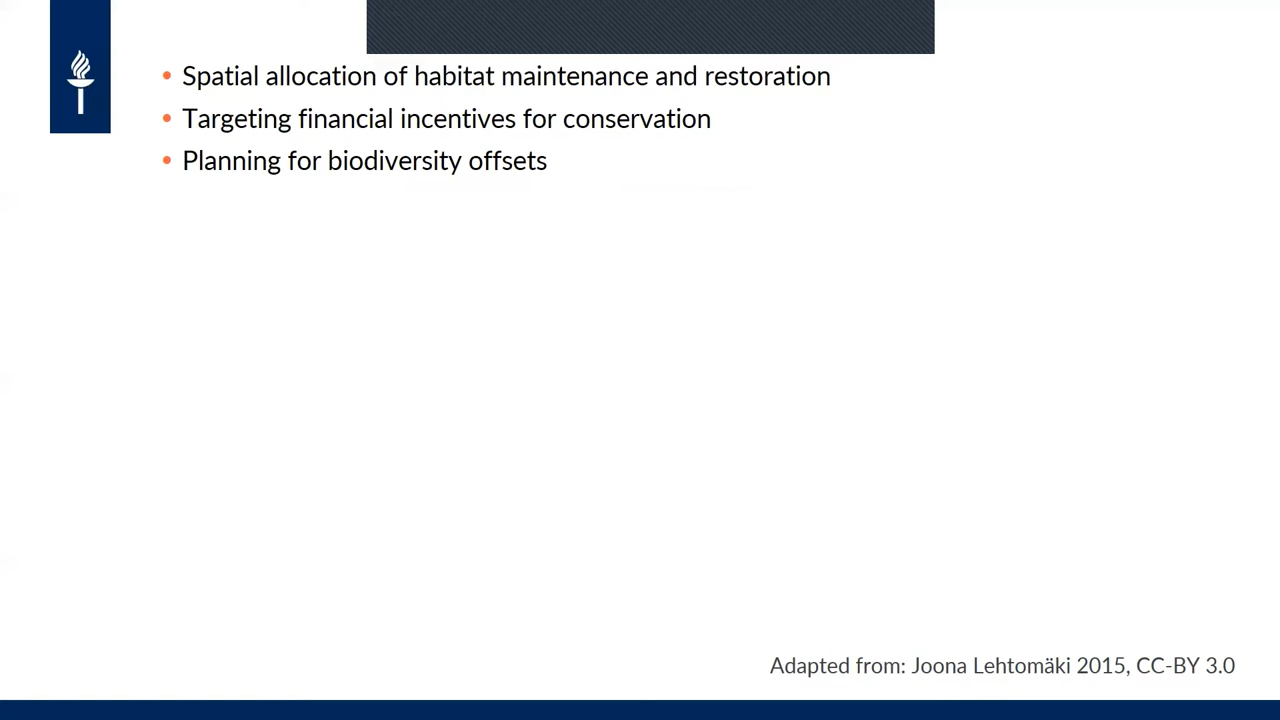 • Spatial allocation of habitat maintenance and restoration
• Targeting financial incentives for conservation
• Planning for biodiversity offsets
Adapted from: Joona Lehtomäki 2015, CC-BY 3.0